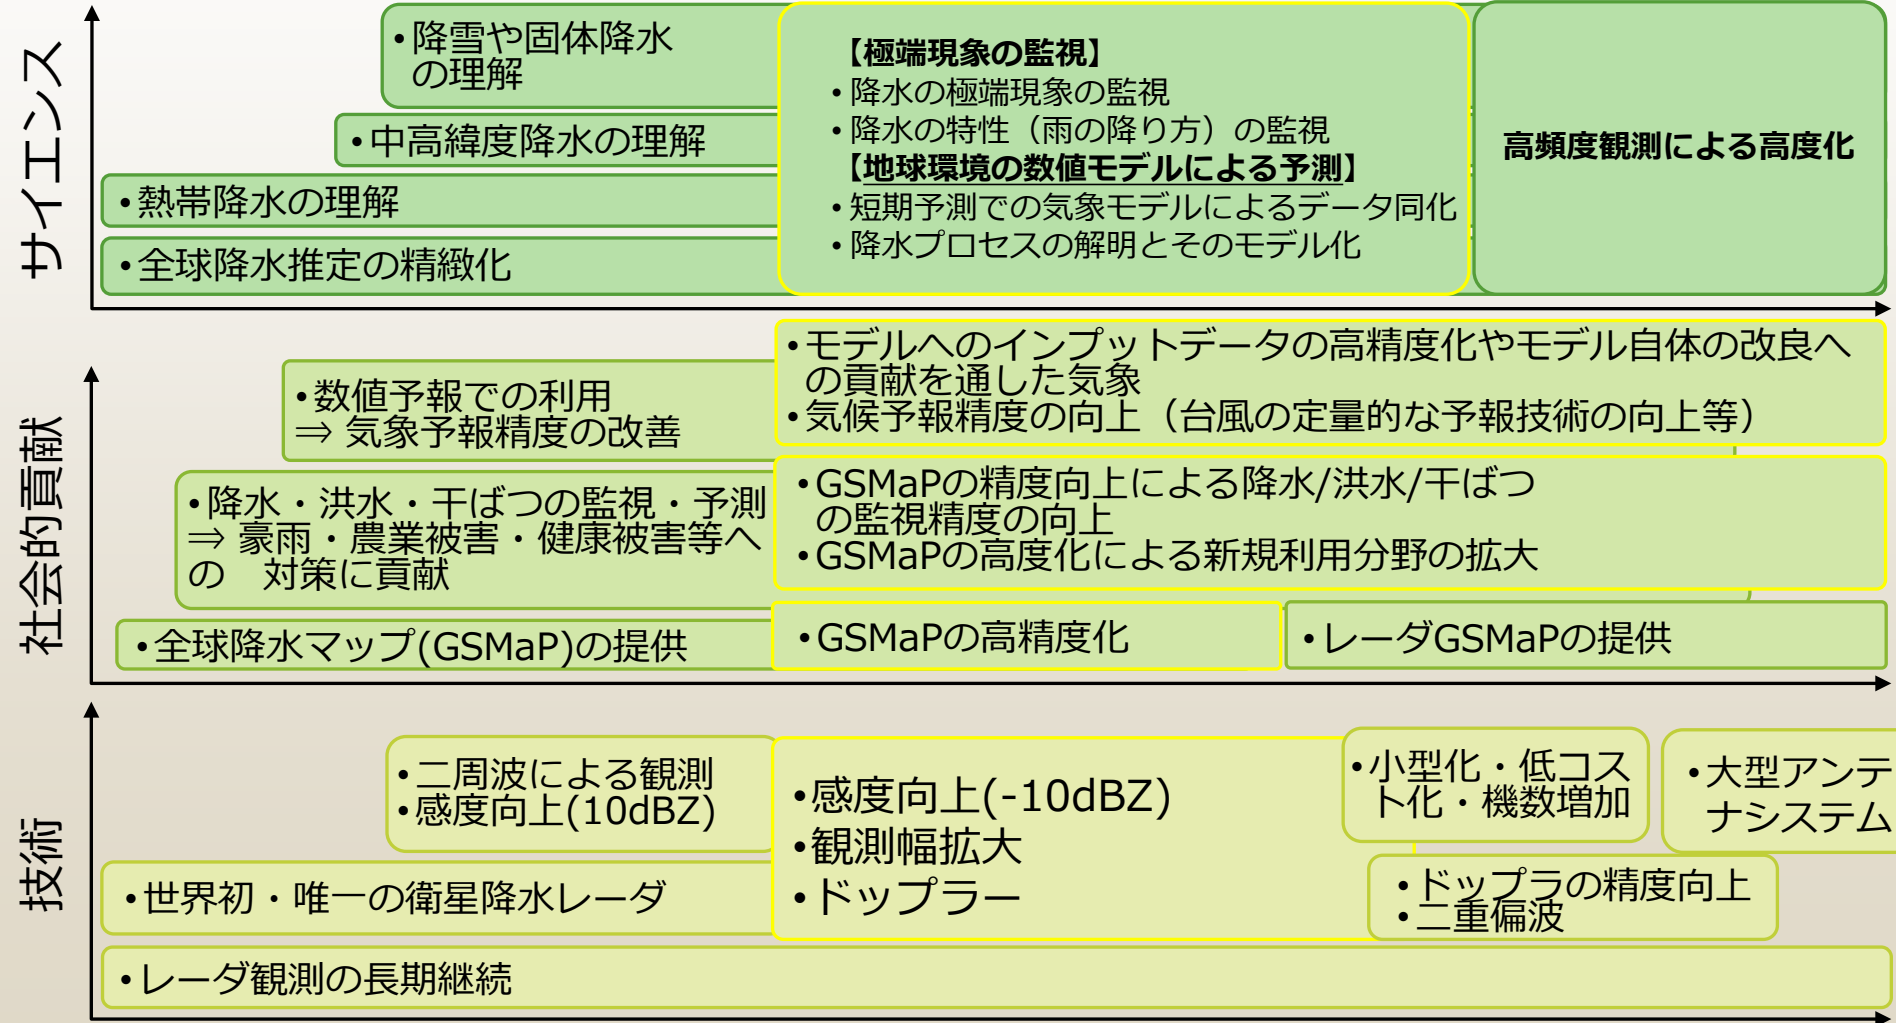 サイエンス
•降雪や固体降水
の理解
•中高緯度降水の理解
•熱帯降水の理解
•全球降水推定の精緻化
【極端現象の監視】
•降水の極端現象の監視
•降水の特性（雨の降り方）の監視
【地球環境の数値モデルによる予測】
•短期予測での気象モデルによるデータ同化
•降水プロセスの解明とそのモデル化
高頻度観測による高度化
社会的貢献
•数値予報での利用
⇒ 気象予報精度の改善
•モデルへのインプットデータの高精度化やモデル自体の改良へ
の貢献を通した気象
•気候予報精度の向上（台風の定量的な予報技術の向上等）
•降水・洪水・干ばつの監視・予測
⇒ 豪雨・農業被害・健康被害等へ
の　対策に貢献
•GSMaPの精度向上による降水/洪水/干ばつ
の監視精度の向上
•GSMaPの高度化による新規利用分野の拡大
•全球降水マップ(GSMaP)の提供
•GSMaPの高精度化
•レーダGSMaPの提供
技術
•二周波による観測
•感度向上(10dBZ)
•世界初・唯一の衛星降水レーダ
•感度向上(-10dBZ)
•観測幅拡大
•ドップラー
•小型化・低コス
ト化・機数増加
•大型アンテ
ナシステム
•ドップラの精度向上
•二重偏波
•レーダ観測の長期継続